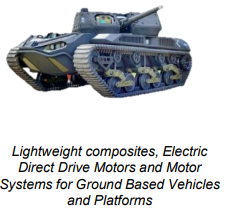 Lightweight composites, Electric
Direct Drive Motors and Motor
Systems for Ground Based Vehicles
and Platforms